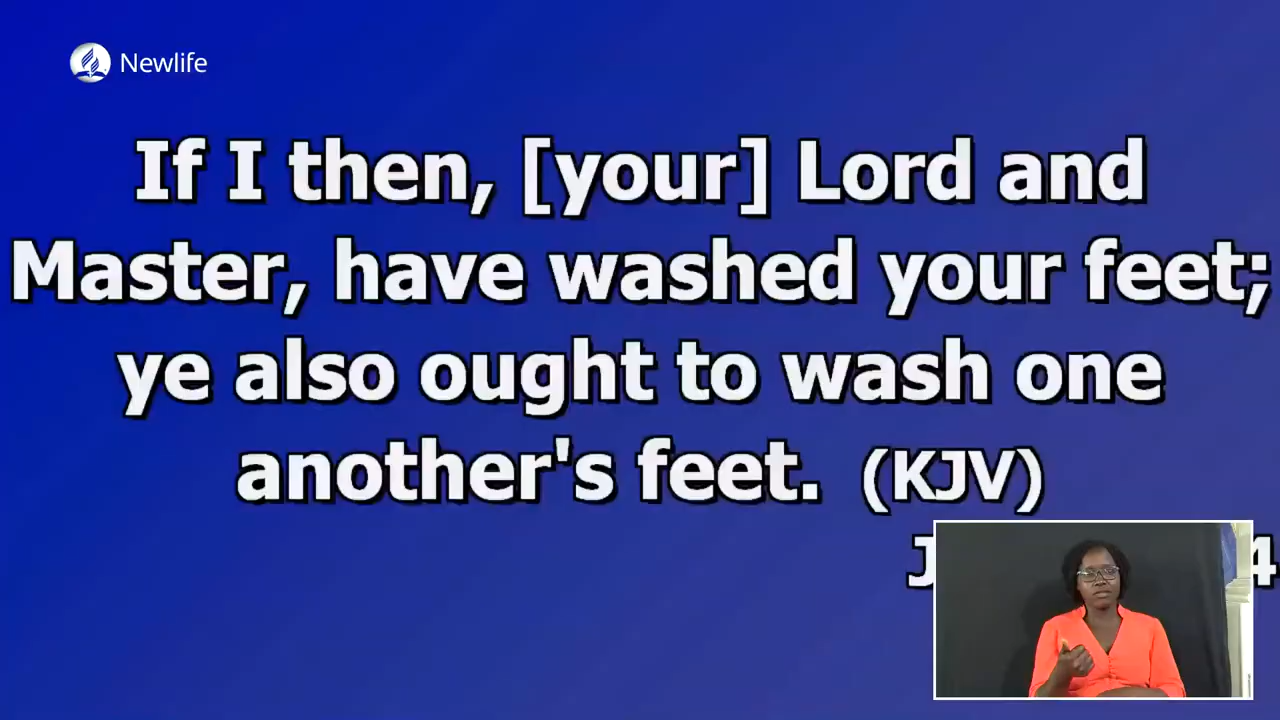 Newlife
If I then, [your] Lord and
Master, have washed your feet;
ye also ought to wash one
another's feet. (KJV)